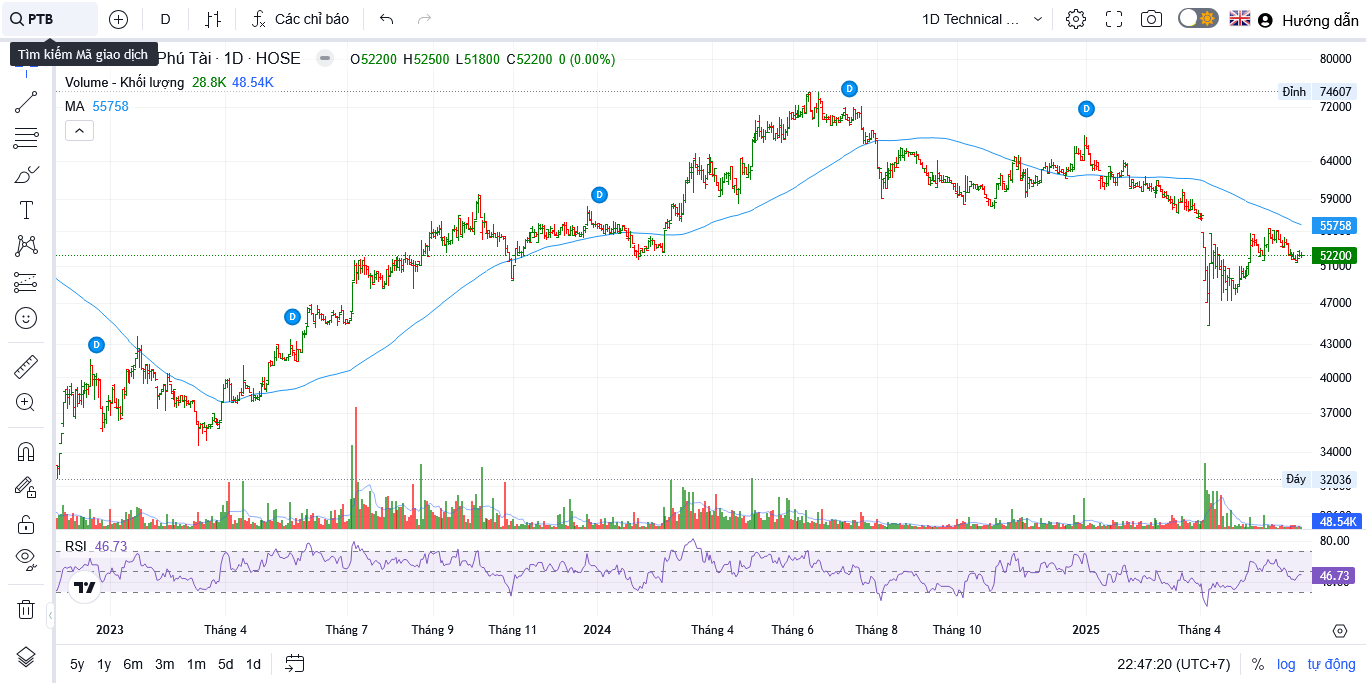 PTB
D
Các chỉ báo
1D Technical ...
Hướng dẫn
Tìm kiếm Mã giao dịch
Phú Tài · 1D · HOSE
O52200 H52500 L51800 C52200 0 (0.00%)
Volume - Khối lượng 28.8K 48.54K
MA 55758
80000
Đỉnh 74607
72000
64000
59000
55758
52200
51000
47000
43000
40000
37000
34000
Đáy 32036
48.54K
D
D
D
D
D
RSI 46.73
80.00
46.73
2023
Tháng 4
Tháng 7
Tháng 9
Tháng 11
2024
Tháng 4
Tháng 6
Tháng 8
Tháng 10
2025
Tháng 4
5y 1y 6m 3m 1m 5d 1d
22:47:20 (UTC+7)
% log tự động